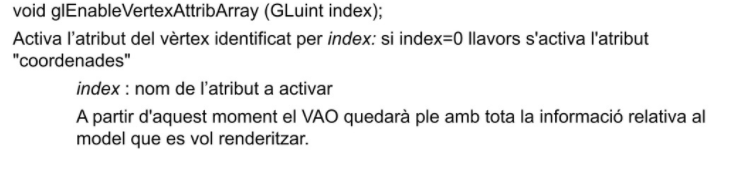 void glEnableVertexAttribArray (GLuint index);
Activa l'atribut del vèrtex identificat per index: si index=0 llavors s'activa l'atribut
"coordenades"
index : nom de l'atribut a activar
A partir d'aquest moment el VAO quedarà ple amb tota la informació relativa al
model que es vol renderitzar.